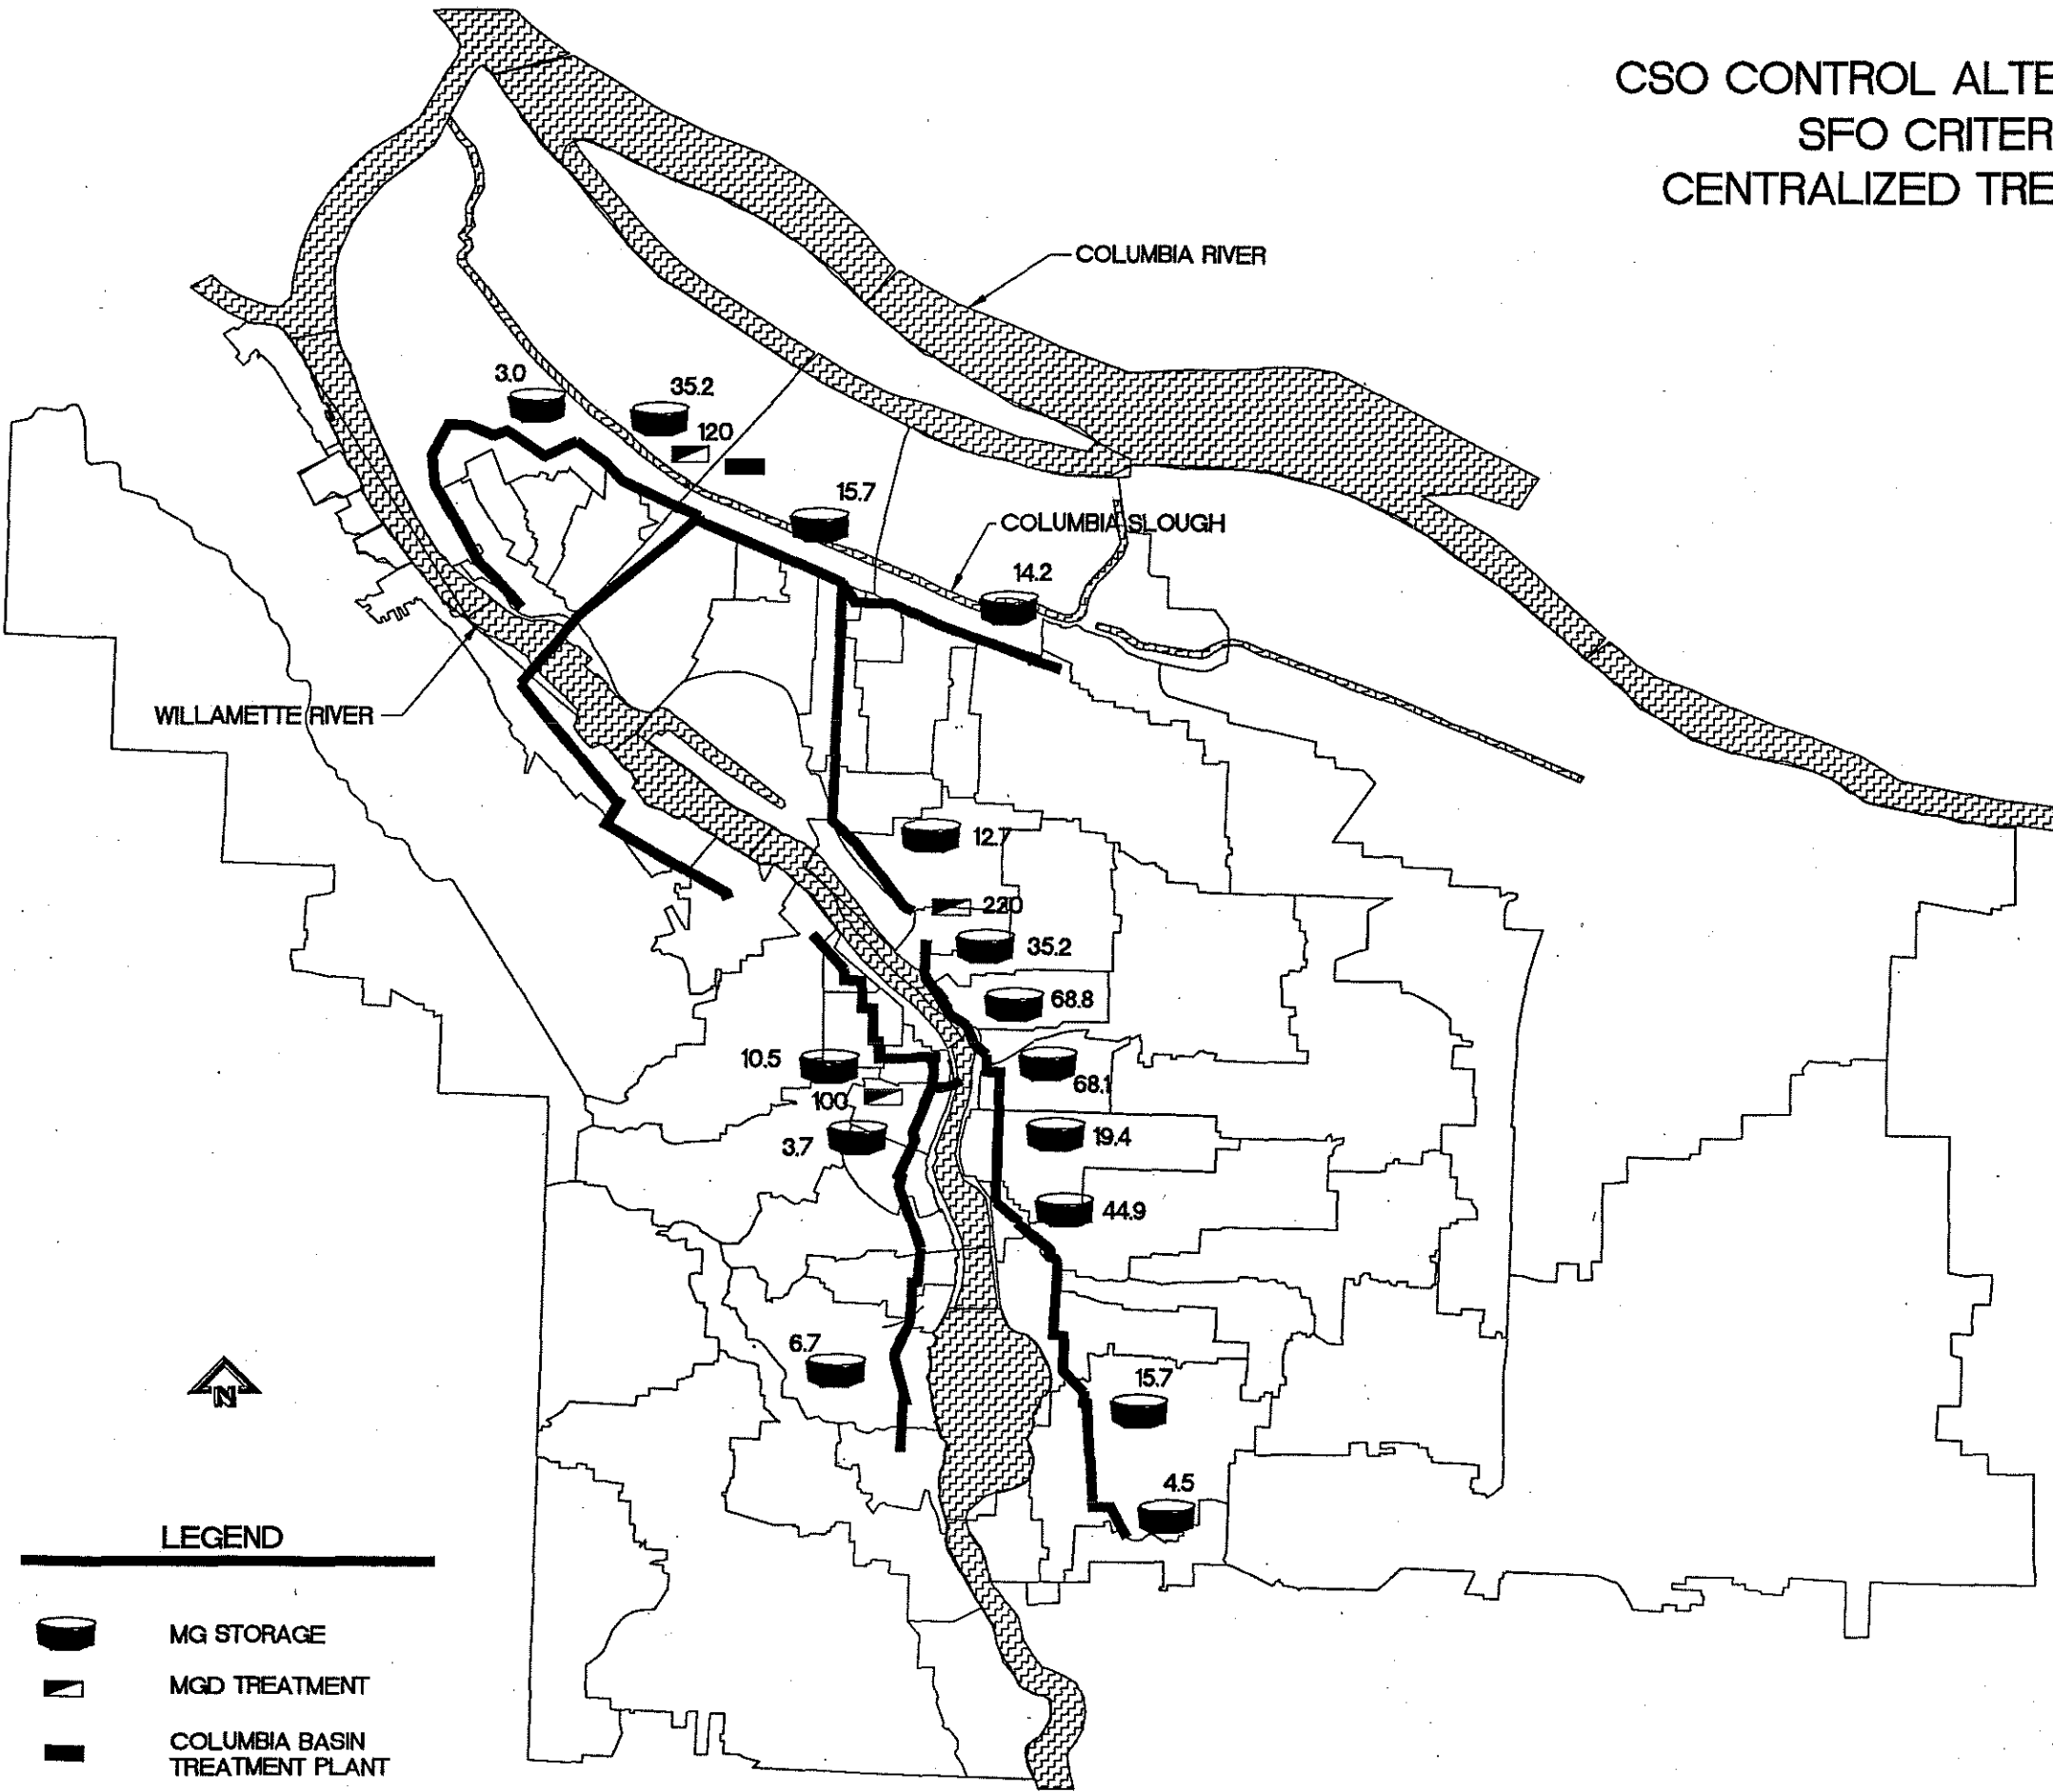 CSO CONTROL ALTE
SFO CRITER
CENTRALIZED TRE
COLUMBIA RIVER
3.0
35.2
120
15.7
COLUMBIA SLOUGH
14.2
WILLAMETTE RIVER
12.7
220
35.2
68.8
10.5
68.1
100
19.4
3.7
44.9
6.7
15.7
4.5
N
LEGEND
MG STORAGE
MGD TREATMENT
COLUMBIA BASIN
TREATMENT PLANT